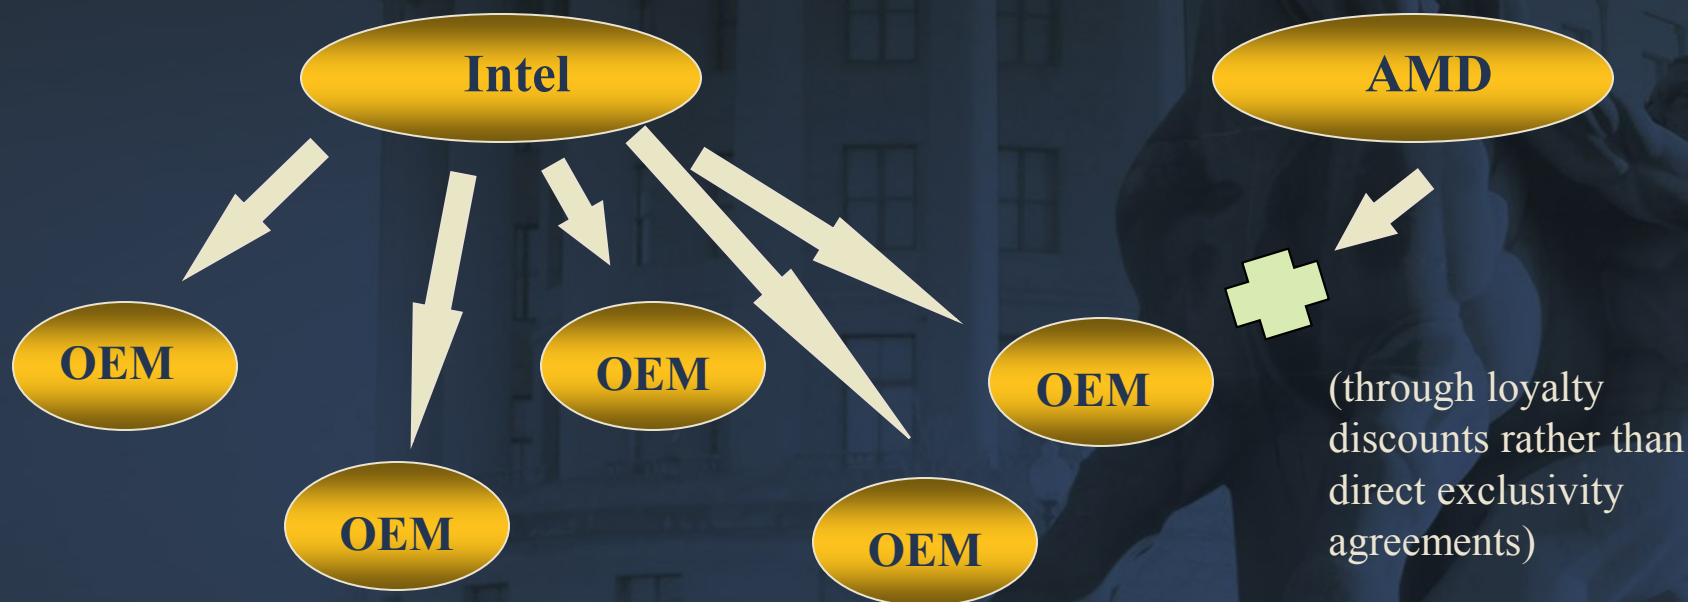 Intel
AMD
OEM
OEM
OEM
OEM
OEM
(through loyalty
discounts rather than
direct exclusivity
agreements)